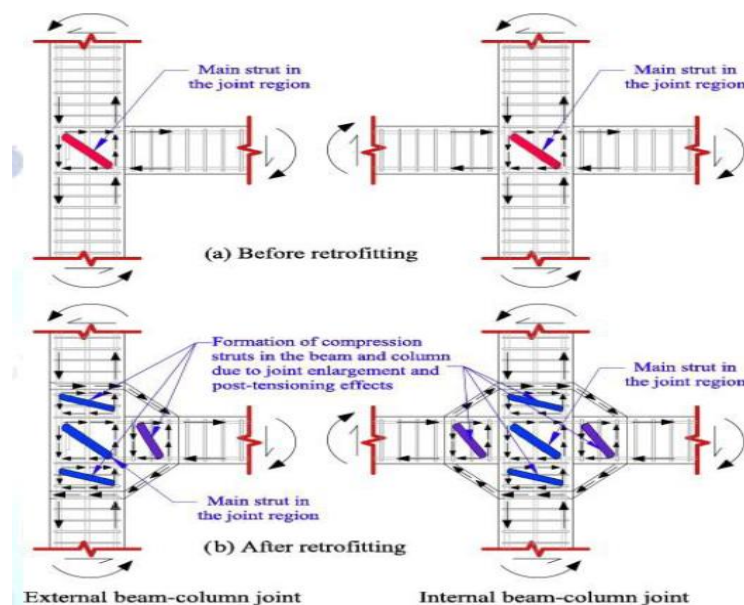 Main strut in
the joint region
Main strut in
the joint region
(a) Before retrofitting
Formation of compression
struts in the beam and column
due to joint enlargement and
post-tensioning effects
Main strut in
the joint region
Main strut in
the joint region
(b) After retrofitting
External beam-column joint
Internal beam-column joint